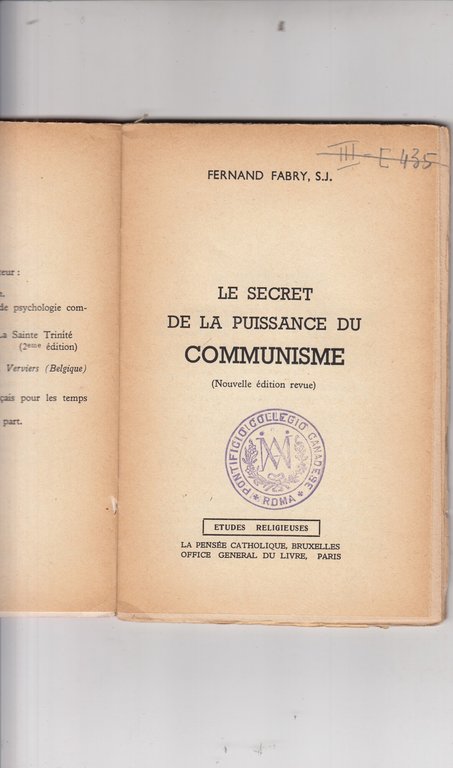 teur :
e.
de psychologie com-
La Sainte Trinité
(2eme édition)
Verviers (Belgique)
çais pour les temps
part.
III - E 435
FERNAND FABRY, S.J.
LE SECRET
DE LA PUISSANCE DU
COMMUNISME
(Nouvelle édition revue)
PONTIFICIO COLLEGIO CANADESE
* ROMA *
ETUDES RELIGIEUSES
LA PENSÉE CATHOLIQUE, BRUXELLES
OFFICE GENERAL DU LIVRE, PARIS